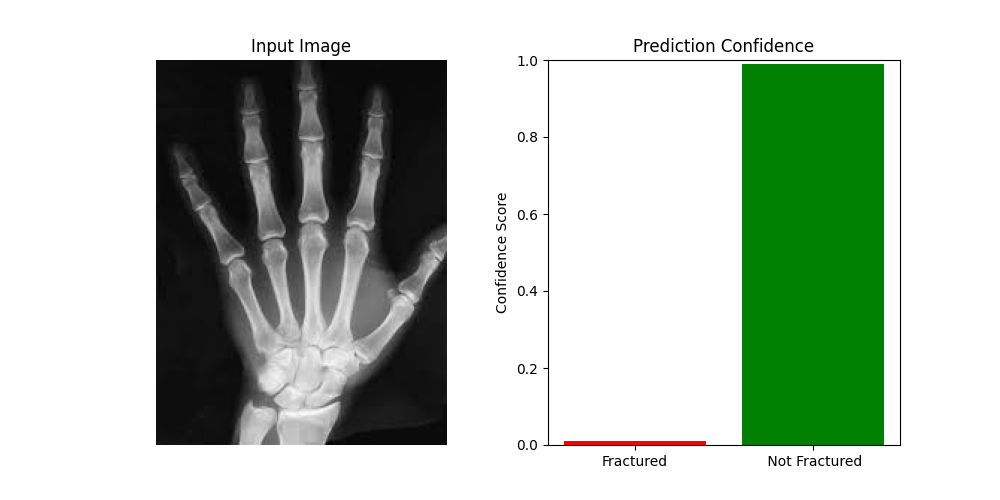 Input Image
Prediction Confidence
Confidence Score
1.0
0.8
0.6
0.4
0.2
0.0
Fractured
Not Fractured